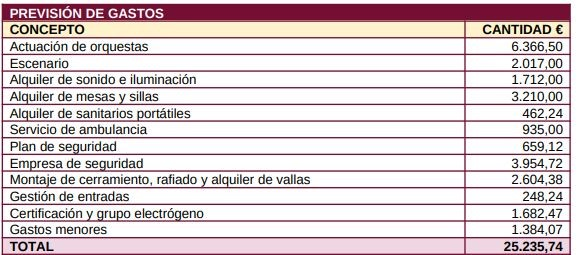 PREVISIÓN DE GASTOS
CONCEPTO CANTIDAD €
Actuación de orquestas 6.366,50
Escenario 2.017,00
Alquiler de sonido e iluminación 1.712,00
Alquiler de mesas y sillas 3.210,00
Alquiler de sanitarios portátiles 462,24
Servicio de ambulancia 935,00
Plan de seguridad 659,12
Empresa de seguridad 3.954,72
Montaje de cerramiento, rafiado y alquiler de vallas 2.604,38
Gestión de entradas 248,24
Certificación y grupo electrógeno 1.682,47
Gastos menores 1.384,07
TOTAL 25.235,74